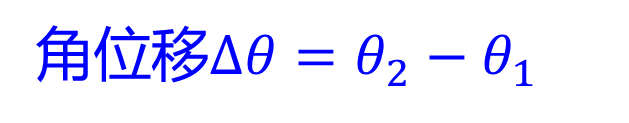 角位移Δ𝜃 = 𝜃₂ − 𝜃₁